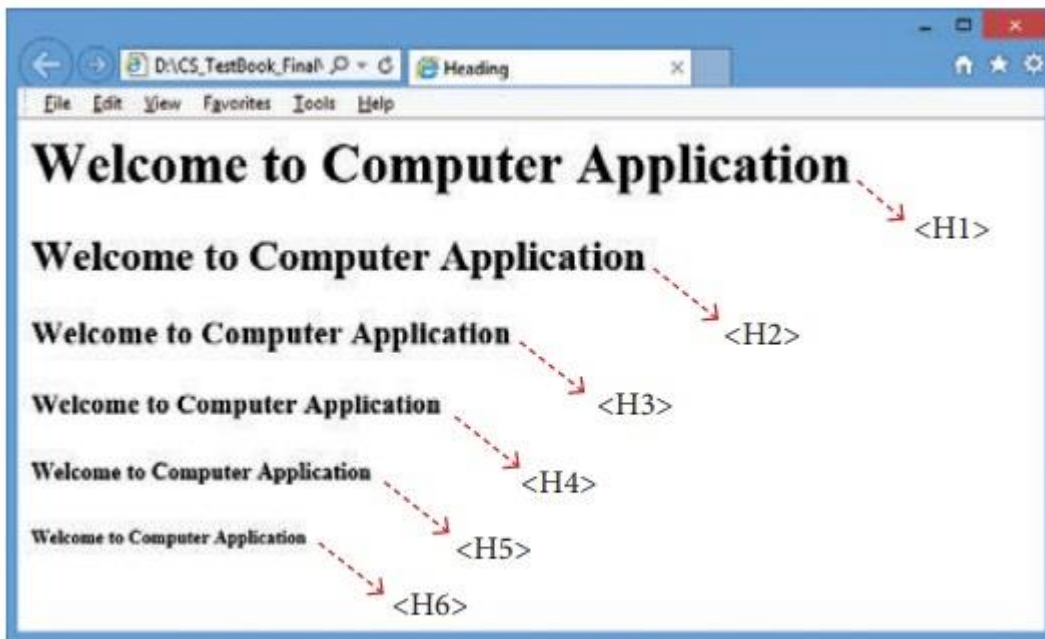 D:\CS_TestBook_Final\
Heading
File Edit View Favorites Tools Help
Welcome to Computer Application
<H1>
Welcome to Computer Application
<H2>
Welcome to Computer Application
<H3>
Welcome to Computer Application
<H4>
Welcome to Computer Application
<H5>
Welcome to Computer Application
<H6>